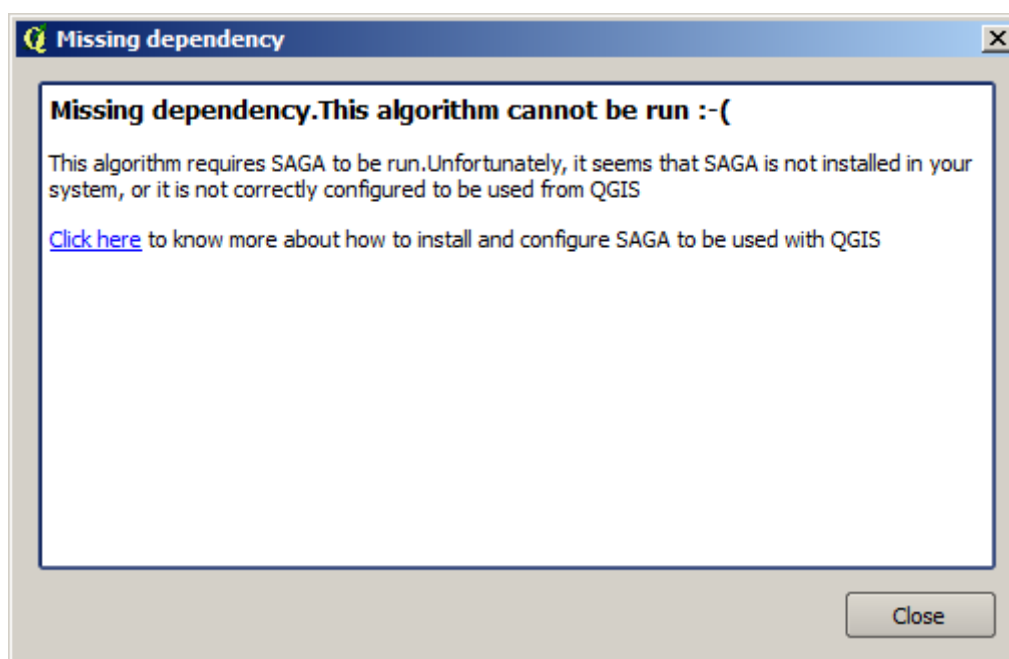 Missing dependency
Missing dependency.This algorithm cannot be run :-(
This algorithm requires SAGA to be run.Unfortunately, it seems that SAGA is not installed in your
system, or it is not correctly configured to be used from QGIS
Click here to know more about how to install and configure SAGA to be used with QGIS
Close